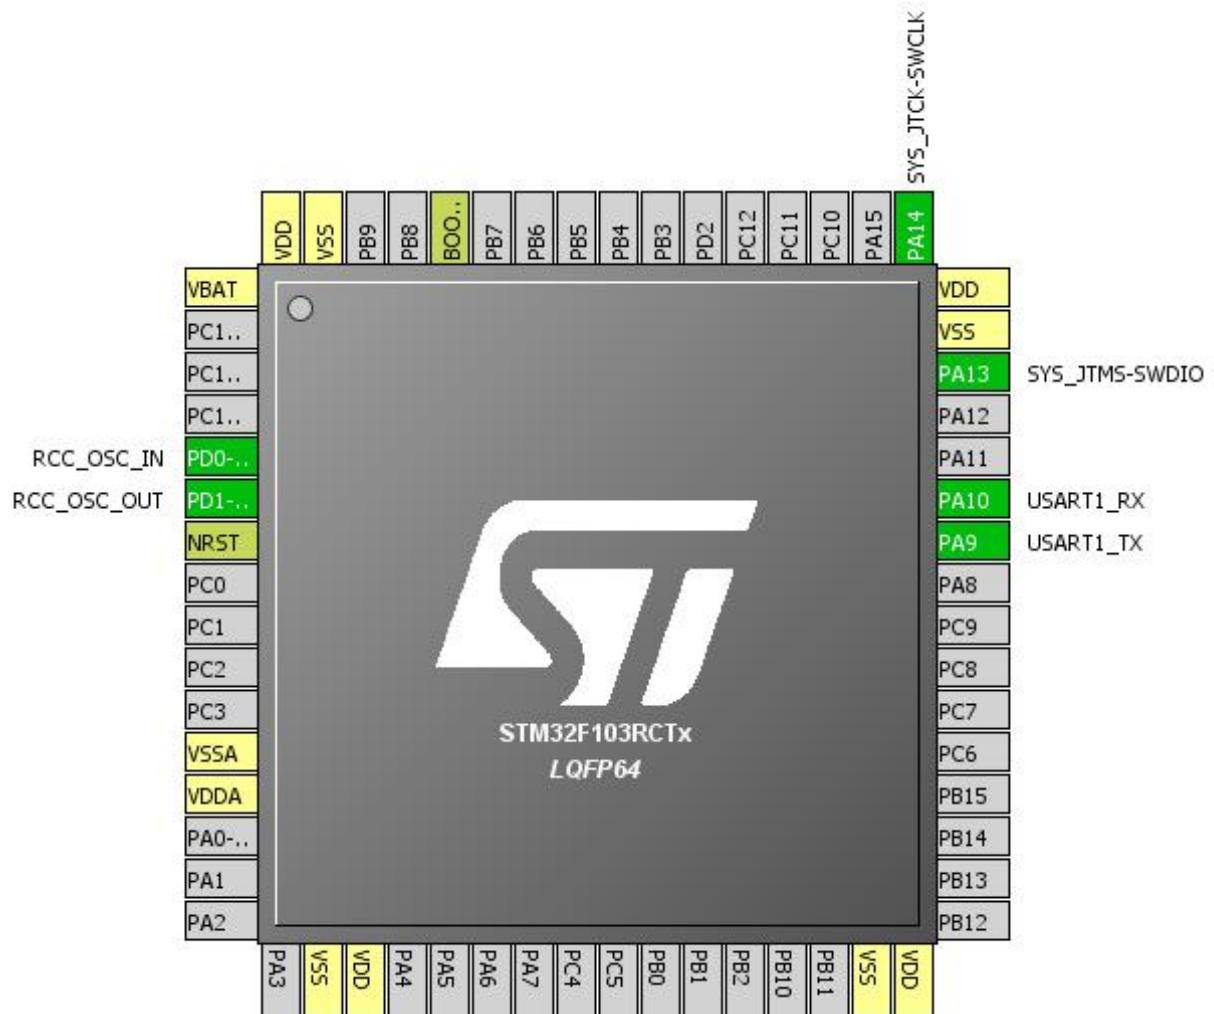 SYS_JTCK-SWCLK
VDD
VSS
PB9
PB8
BOO..
PB7
PB6
PB5
PB4
PB3
PD2
PC12
PC11
PC10
PA15
PA14
VBAT
PC1..
PC1..
PC1..
RCC_OSC_IN PD0-..
RCC_OSC_OUT PD1-..
NRST
PC0
PC1
PC2
PC3
VSSA
VDDA
PA0-..
PA1
PA2
ST
STM32F103RCTx
LQFP64
VDD
VSS
PA13 SYS_JTMS-SWDIO
PA12
PA11
PA10 USART1_RX
PA9 USART1_TX
PA8
PC9
PC8
PC7
PC6
PB15
PB14
PB13
PB12
PA3
VSS
VDD
PA4
PA5
PA6
PA7
PC4
PC5
PB0
PB1
PB2
PB10
PB11
VSS
VDD